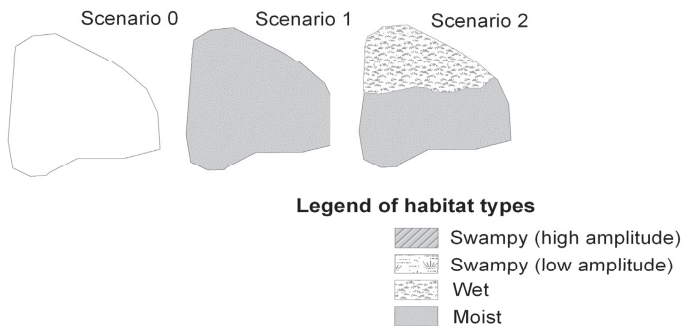 Scenario 0 Scenario 1 Scenario 2
Legend of habitat types
Swampy (high amplitude)
Swampy (low amplitude)
Wet
Moist